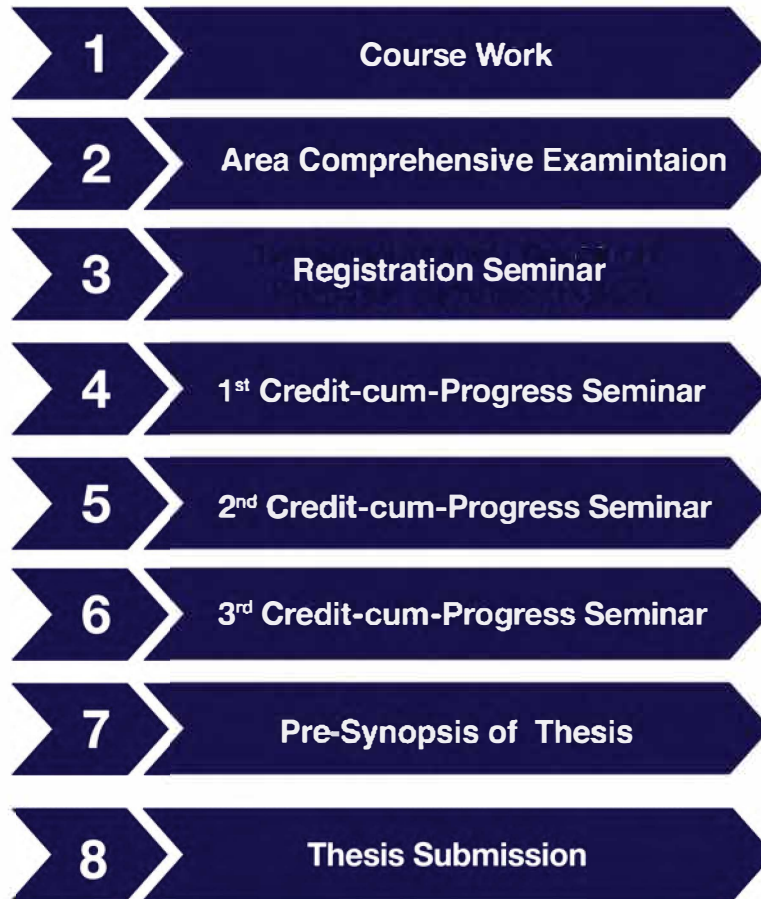 1 Course Work
2 Area Comprehensive Examintaion
3 Registration Seminar
4 1st Credit-cum-Progress Seminar
5 2nd Credit-cum-Progress Seminar
6 3rd Credit-cum-Progress Seminar
7 Pre-Synopsis of Thesis
8 Thesis Submission